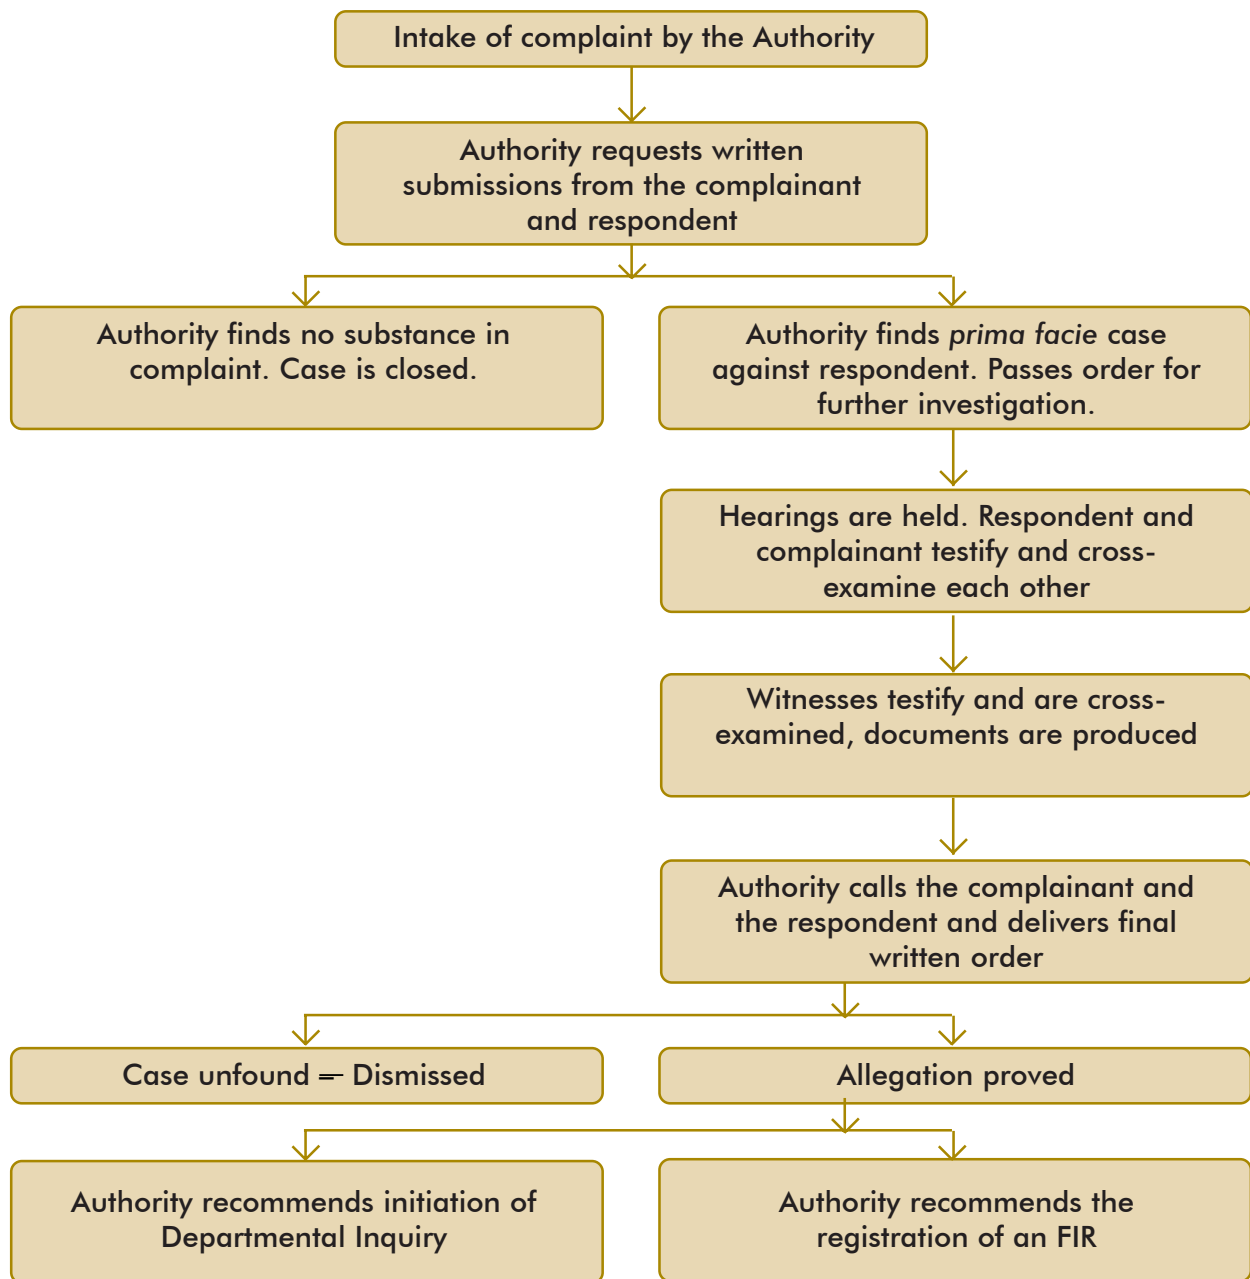 Intake of complaint by the Authority
Authority requests written
submissions from the complainant
and respondent
Authority finds no substance in
complaint. Case is closed.
Authority finds prima facie case
against respondent. Passes order for
further investigation.
Hearings are held. Respondent and
complainant testify and cross-
examine each other
Witnesses testify and are cross-
examined, documents are produced
Authority calls the complainant and
the respondent and delivers final
written order
Case unfound — Dismissed
Allegation proved
Authority recommends initiation of
Departmental Inquiry
Authority recommends the
registration of an FIR